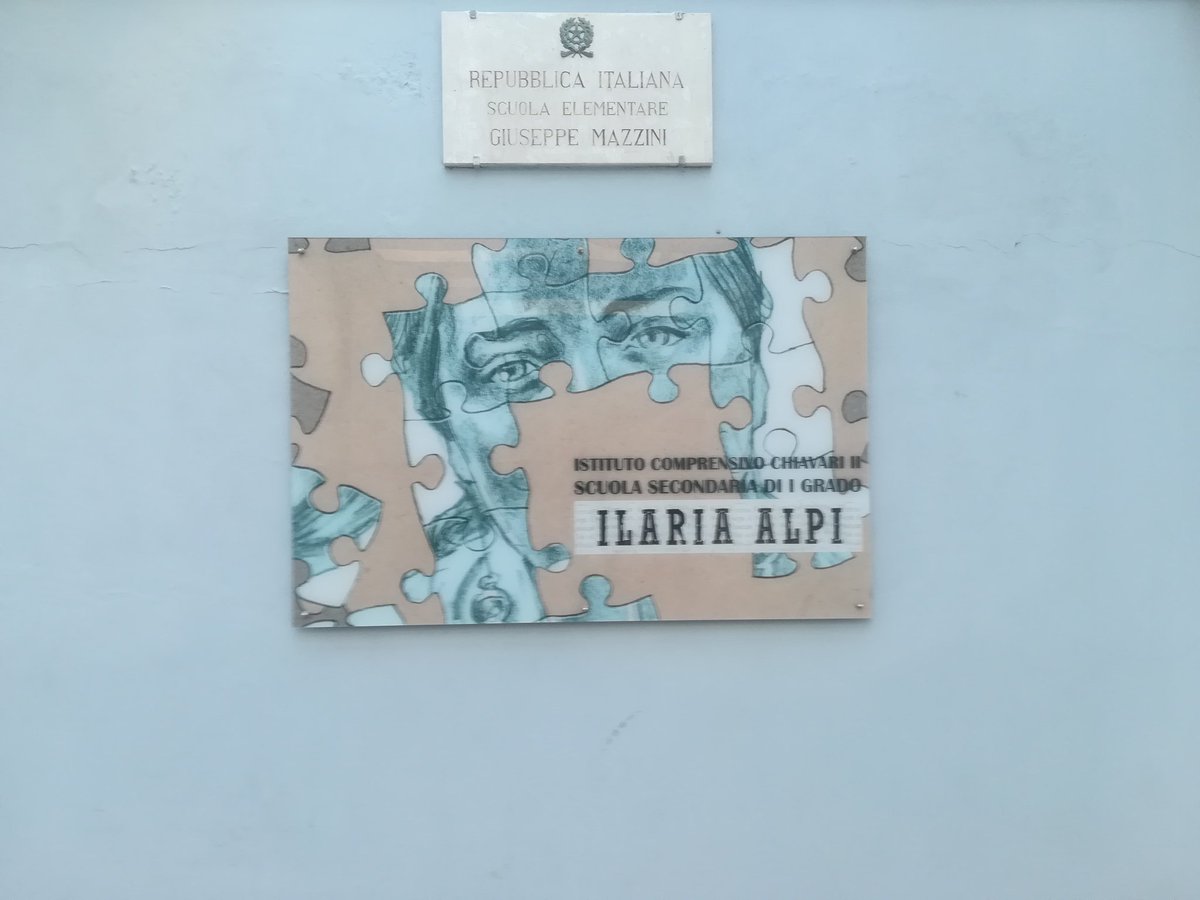 REPUBBLICA ITALIANA
SCUOLA ELEMENTARE
GIUSEPPE MAZZINI
ISTITUTO COMPRENSIVO CHIAVARI II
SCUOLA SECONDARIA DI I GRADO
ILARIA ALPI